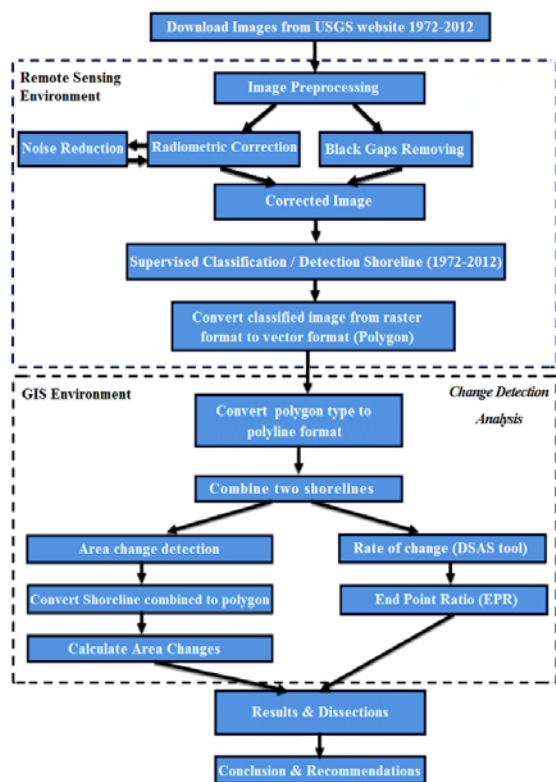 Download Images from USGS website 1972-2012
Remote Sensing
Environment
Image Preprocessing
Noise Reduction
Radiometric Correction
Black Gaps Removing
Corrected Image
Supervised Classification / Detection Shoreline (1972-2012)
Convert classified image from raster
format to vector format (Polygon)
GIS Environment
Change Detection
Analysis
Convert polygon type to
polyline format
Combine two shorelines
Area change detection
Rate of change (DSAS tool)
Convert Shoreline combined to polygon
End Point Ratio (EPR)
Calculate Area Changes
Results & Dissections
Conclusion & Recommendations